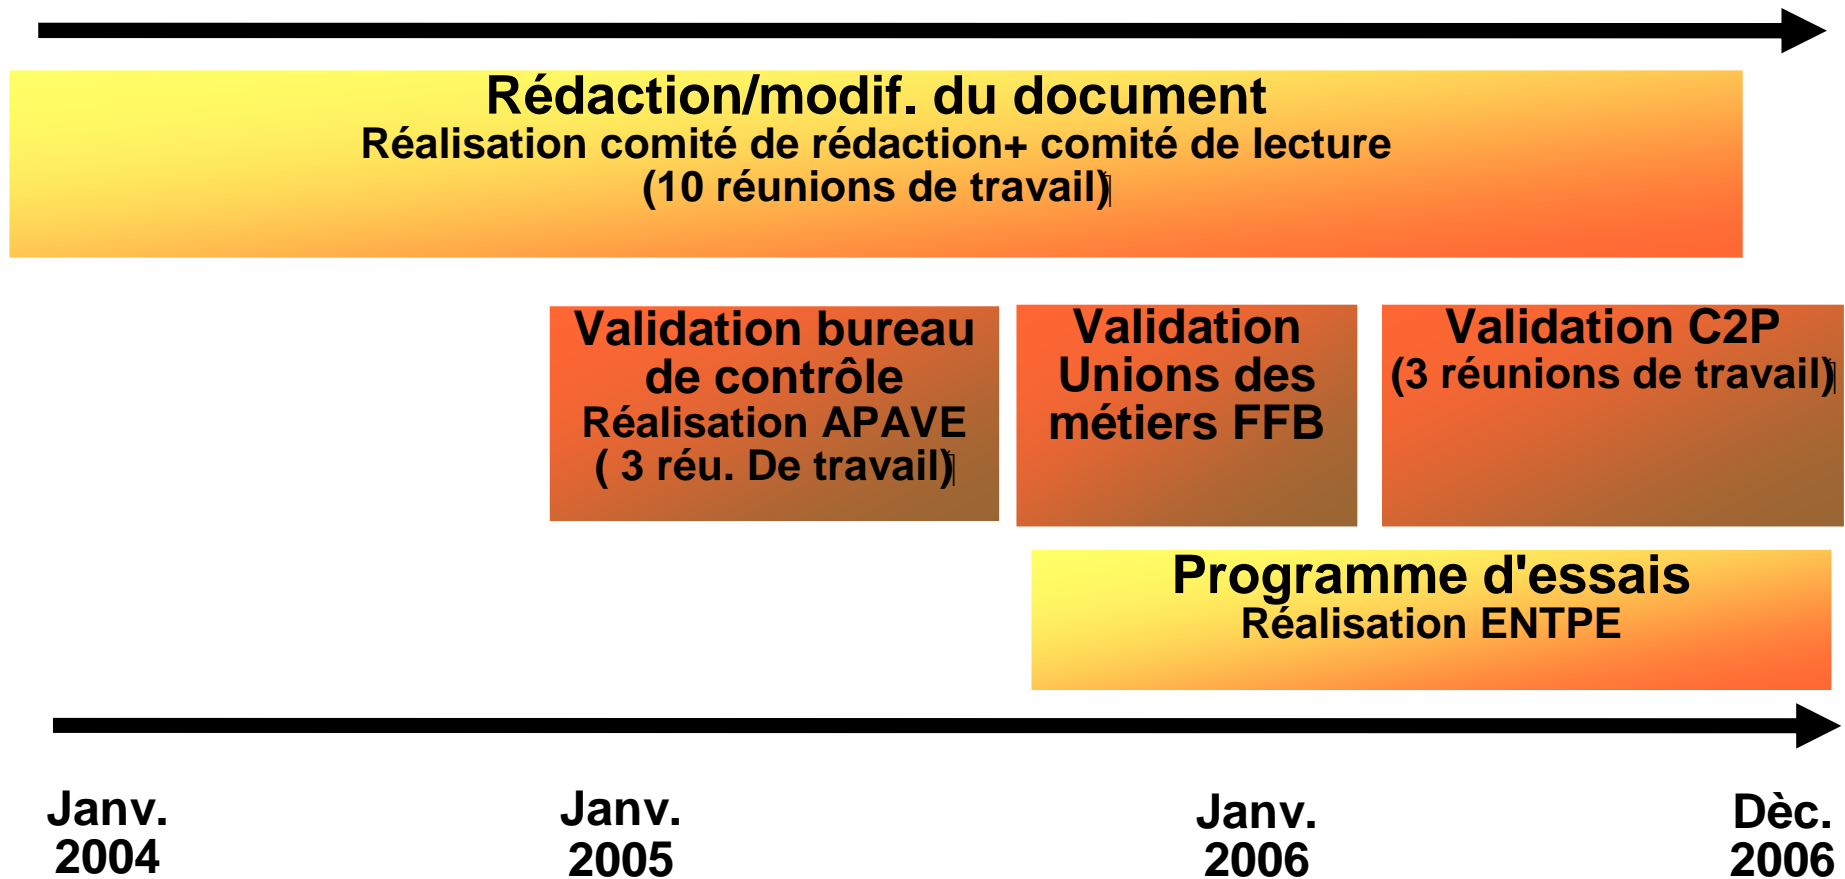 Rédaction/modif. du document
Réalisation comité de rédaction+ comité de lecture
(10 réunions de travail)
Validation bureau
de contrôle
Réalisation APAVE
( 3 réu. De travail)
Validation
Unions des
métiers FFB
Validation C2P
(3 réunions de travail)
Programme d'essais
Réalisation ENTPE
Janv.
2004
Janv.
2005
Janv.
2006
Dèc.
2006